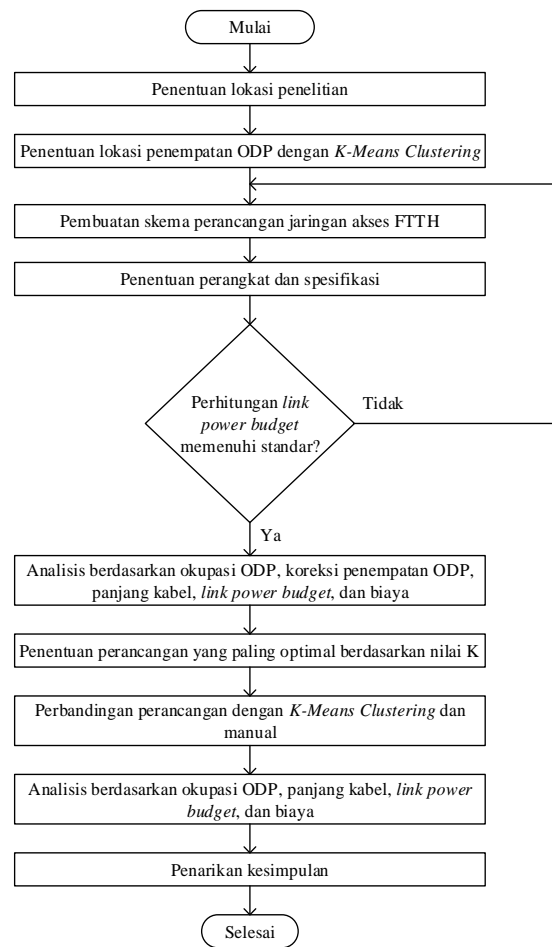 Mulai
Penentuan lokasi penelitian
Penentuan lokasi penempatan ODP dengan K-Means Clustering
Pembuatan skema perancangan jaringan akses FTTH
Penentuan perangkat dan spesifikasi
Perhitungan link
power budget
memenuhi standar?
Tidak
Ya
Analisis berdasarkan okupasi ODP, koreksi penempatan ODP,
panjang kabel, link power budget, dan biaya
Penentuan perancangan yang paling optimal berdasarkan nilai K
Perbandingan perancangan dengan K-Means Clustering dan
manual
Analisis berdasarkan okupasi ODP, panjang kabel, link power
budget, dan biaya
Penarikan kesimpulan
Selesai